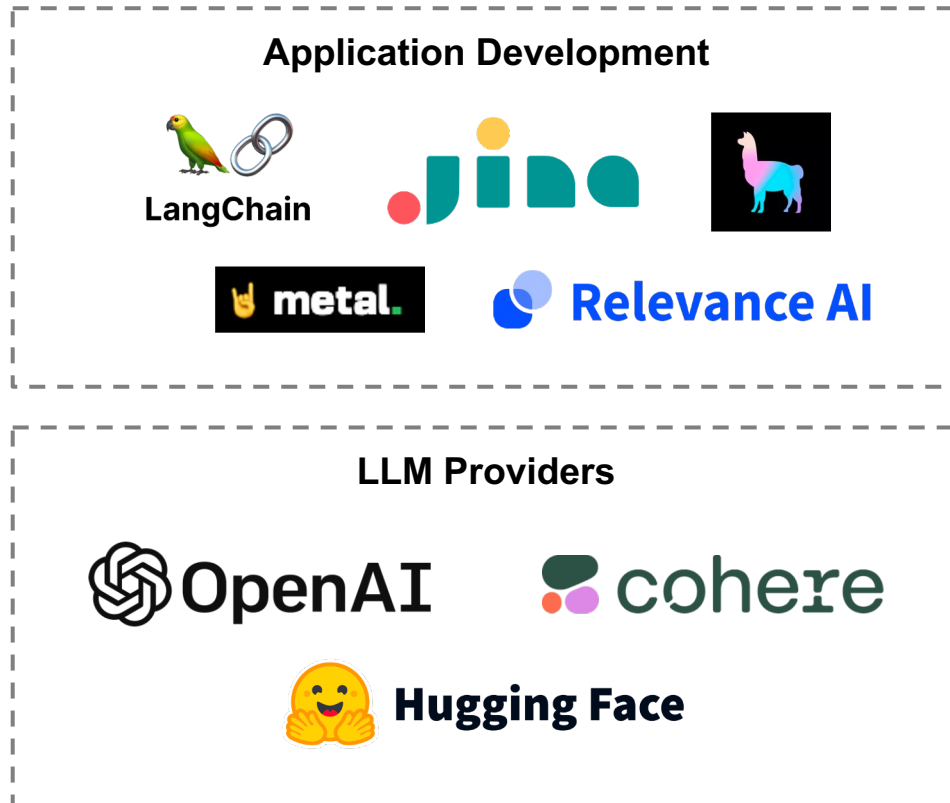 Application Development
LangChain
Jina
metal.
Relevance AI
LLM Providers
OpenAI
cohere
Hugging Face